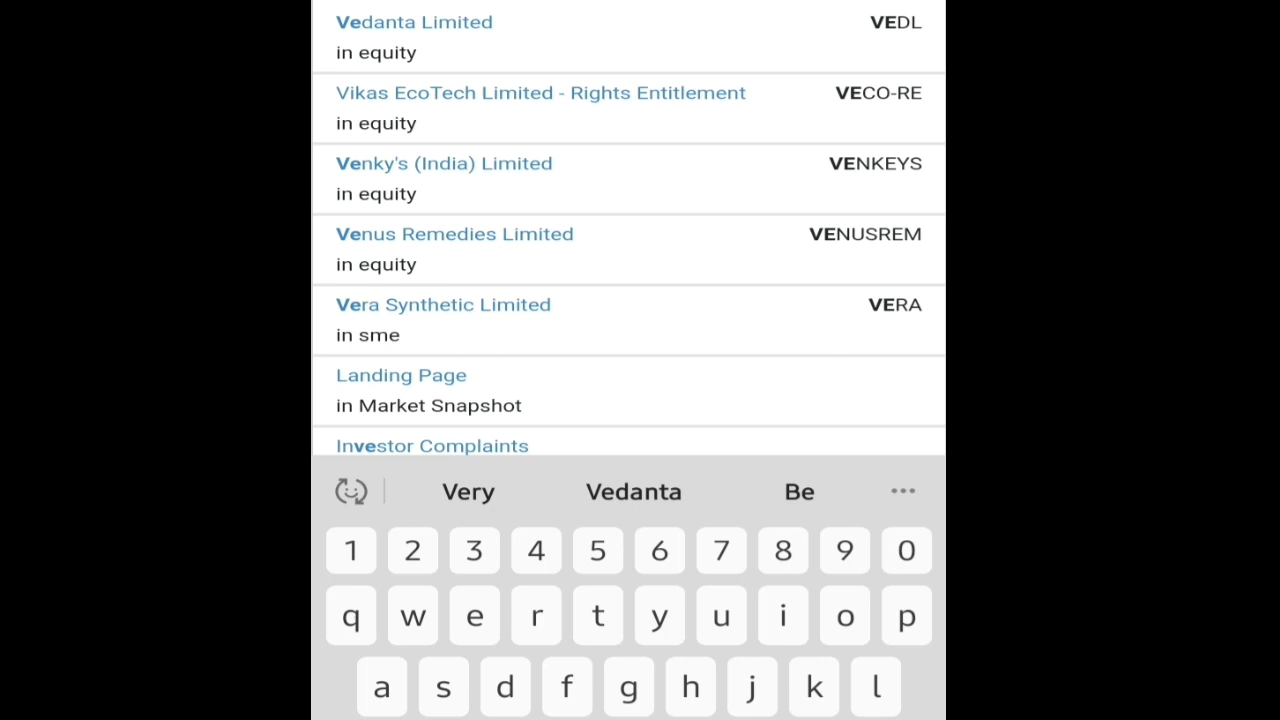 Vedanta Limited VEDL
in equity
Vikas EcoTech Limited - Rights Entitlement VECO-RE
in equity
Venky's (India) Limited VENKEYS
in equity
Venus Remedies Limited VENUSREM
in equity
Vera Synthetic Limited VERA
in sme
Landing Page
in Market Snapshot
Investor Complaints
Very Vedanta Be ...
1 2 3 4 5 6 7 8 9 0
q w e r t y u i o p
a s d f g h j k l